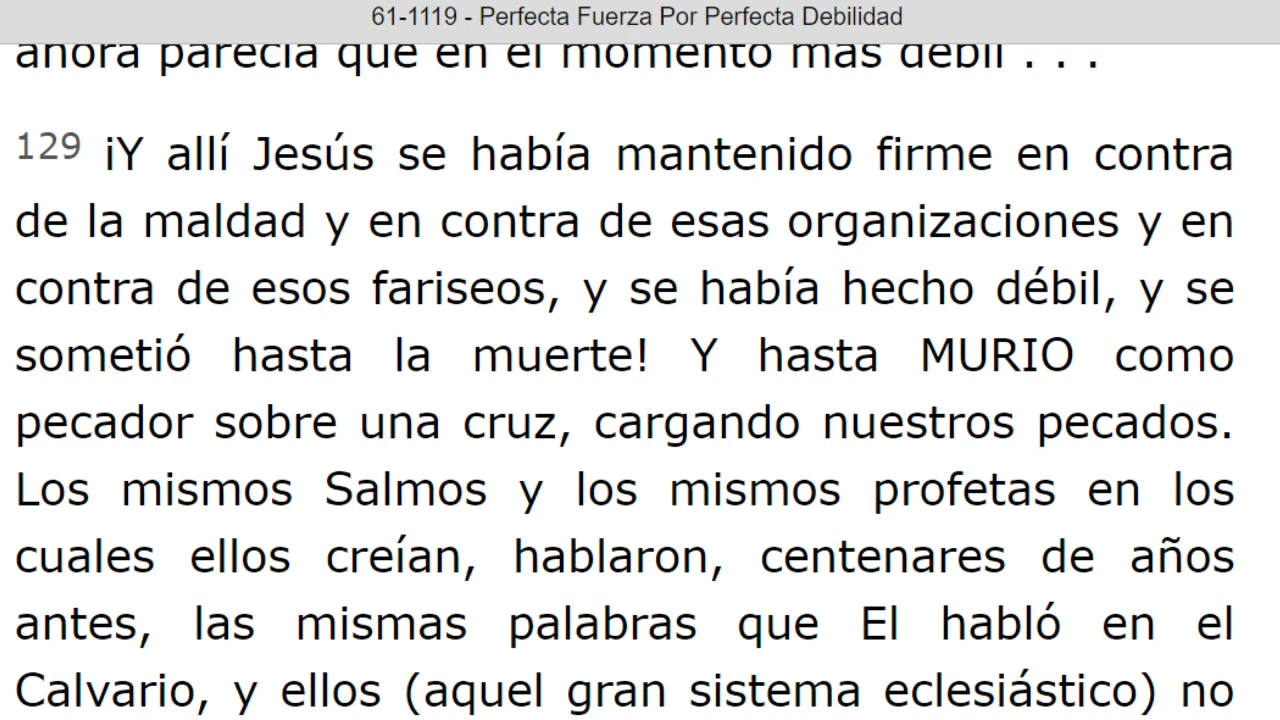 61-1119 - Perfecta Fuerza Por Perfecta Debilidad
ahora parecía que en el momento más débil . . .
129 ¡Y allí Jesús se había mantenido firme en contra
de la maldad y en contra de esas organizaciones y en
contra de esos fariseos, y se había hecho débil, y se
sometió hasta la muerte! Y hasta MURIO como
pecador sobre una cruz, cargando nuestros pecados.
Los mismos Salmos y los mismos profetas en los
cuales ellos creían, hablaron, centenares de años
antes, las mismas palabras que El habló en el
Calvario, y ellos (aquel gran sistema eclesiástico) no